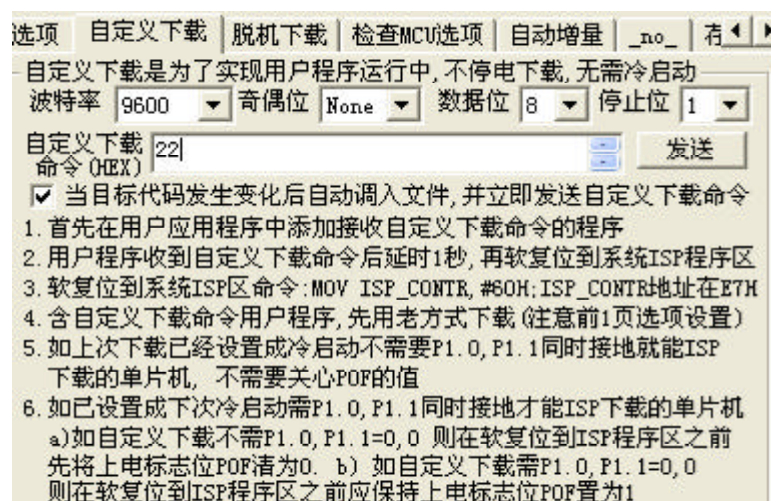 选项 自定义下载 脱机下载 检查MCU选项 自动增量 _no_ 存
自定义下载是为了实现用户程序运行中,不停电下载,无需冷启动
波特率 9600 奇偶位 None 数据位 8 停止位 1
自定义下载 22 发送
命令(HEX)
当目标代码发生变化后自动调入文件,并立即发送自定义下载命令
1. 首先在用户应用程序中添加接收自定义下载命令的程序
2. 用户程序收到自定义下载命令后延时1秒,再软复位到系统ISP程序区
3. 软复位到系统ISP区命令:MOV ISP_CONTR,#60H;ISP_CONTR地址在E7H
4. 含自定义下载命令用户程序,先用老方式下载(注意前1页选项设置)
5. 如上次下载已经设置成冷启动不需要P1.0,P1.1同时接地就能ISP
下载的单片机, 不需要关心POF的值
6. 如已设置成下次冷启动需P1.0,P1.1同时接地才能ISP下载的单片机
a)如自定义下载不需P1.0,P1.1=0,0 则在软复位到ISP程序区之前
先将上电标志位POF清为0. b) 如自定义下载需P1.0,P1.1=0,0
则在软复位到ISP程序区之前应保持上电标志位POF置为1